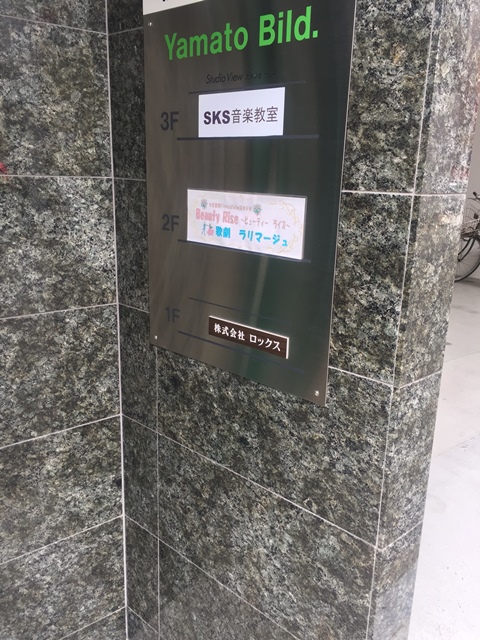 Yamato Bild.
Studio View
3F
SKS音楽教室
2F
Beauty Rise ~ビューティー ライズ~
歌劇 ラリマージュ
1F
株式会社 ロックス